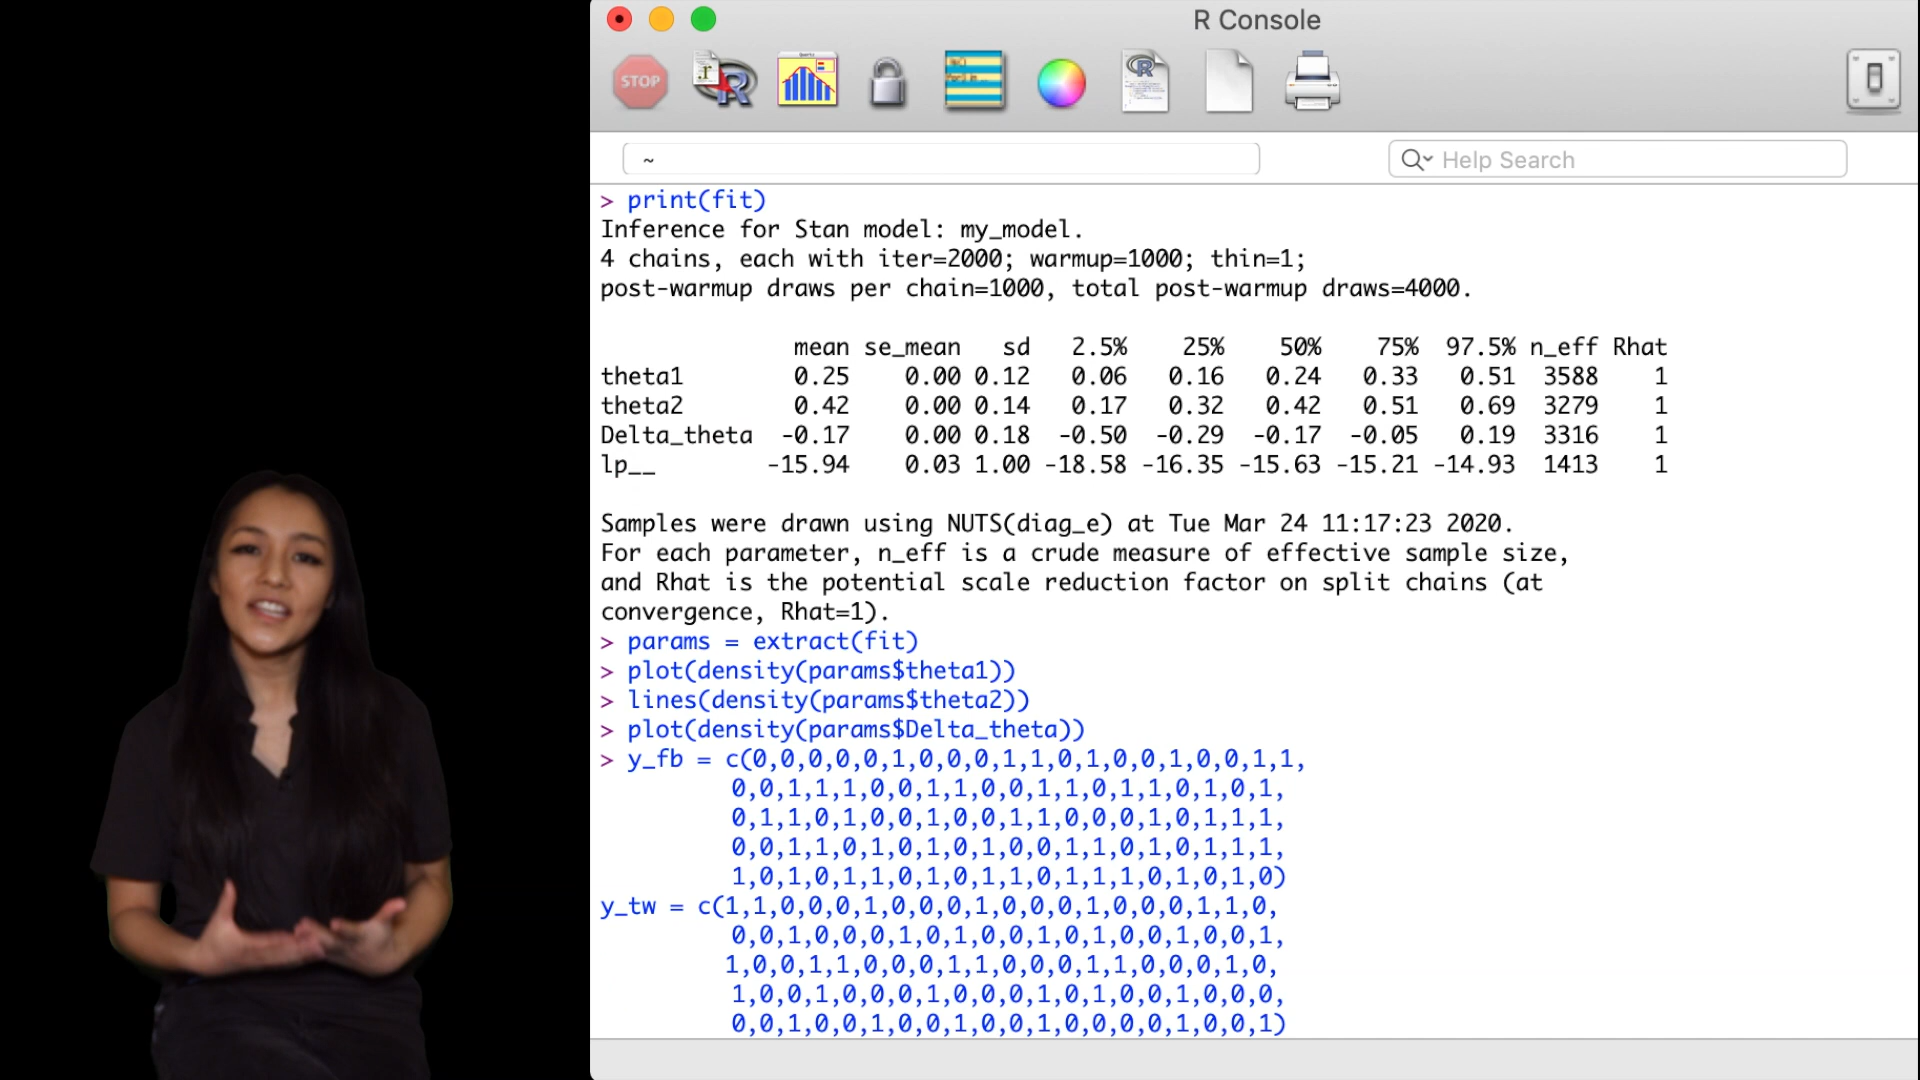 R Console
STOP
~
Help Search
> print(fit)
Inference for Stan model: my_model.
4 chains, each with iter=2000; warmup=1000; thin=1;
post-warmup draws per chain=1000, total post-warmup draws=4000.
mean se_mean sd 2.5% 25% 50% 75% 97.5% n_eff Rhat
theta1 0.25 0.00 0.12 0.06 0.16 0.24 0.33 0.51 3588 1
theta2 0.42 0.00 0.14 0.17 0.32 0.42 0.51 0.69 3279 1
Delta_theta -0.17 0.00 0.18 -0.50 -0.29 -0.17 -0.05 0.19 3316 1
lp__ -15.94 0.03 1.00 -18.58 -16.35 -15.63 -15.21 -14.93 1413 1
Samples were drawn using NUTS(diag_e) at Tue Mar 24 11:17:23 2020.
For each parameter, n_eff is a crude measure of effective sample size,
and Rhat is the potential scale reduction factor on split chains (at
convergence, Rhat=1).
> params = extract(fit)
> plot(density(params$theta1))
> lines(density(params$theta2))
> plot(density(params$Delta_theta))
> y_fb = c(0,0,0,0,0,1,0,0,0,1,1,0,1,0,0,1,0,0,1,1,
0,0,1,1,1,0,0,1,1,0,0,1,1,0,1,1,0,1,0,1,
0,1,1,0,1,0,0,1,0,0,1,1,0,0,0,1,0,1,1,1,
0,0,1,1,0,1,0,1,0,1,0,0,1,1,0,1,0,1,1,1,
1,0,1,0,1,1,0,1,0,1,1,0,1,1,1,0,1,0,1,0)
y_tw = c(1,1,0,0,0,1,0,0,0,1,0,0,0,1,0,0,0,1,1,0,
0,0,1,0,0,0,1,0,1,0,0,1,0,1,0,0,1,0,0,1,
1,0,0,1,1,0,0,0,1,1,0,0,0,1,1,0,0,0,1,0,
1,0,0,1,0,0,0,1,0,0,0,1,0,1,0,0,1,0,0,0,
0,0,1,0,0,1,0,0,1,0,0,1,0,0,0,0,1,0,0,1)